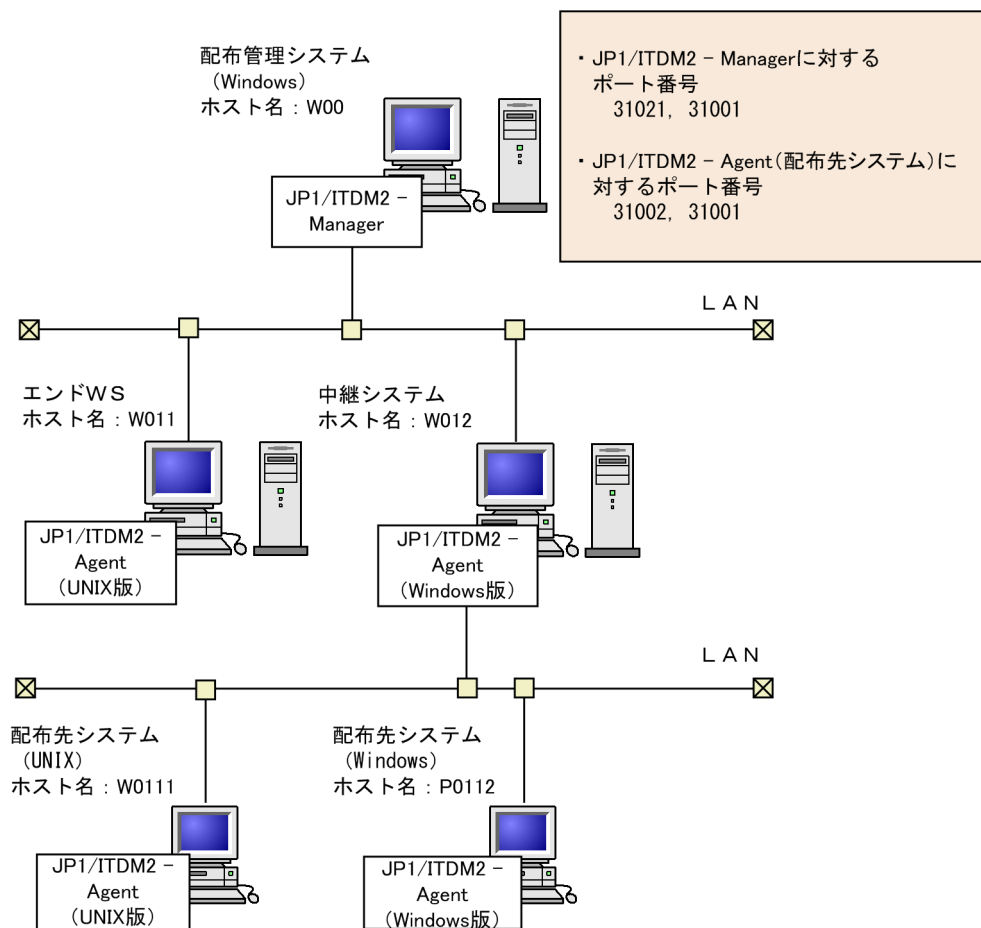 配布管理システム
（Windows）
ホスト名：W00
JP1/ITDM2 −
Manager
・JP1/ITDM2 − Managerに対する
ポート番号
31021, 31001
・JP1/ITDM2 − Agent(配布先システム)に
対するポート番号
31002, 31001
ＬＡＮ
エンドＷＳ
ホスト名：W011
JP1/ITDM2 −
Agent
（UNIX版）
中継システム
ホスト名：W012
JP1/ITDM2 −
Agent
（Windows版）
ＬＡＮ
配布先システム
（UNIX）
ホスト名：W0111
JP1/ITDM2 −
Agent
（UNIX版）
配布先システム
（Windows）
ホスト名：P0112
JP1/ITDM2 −
Agent
（Windows版）